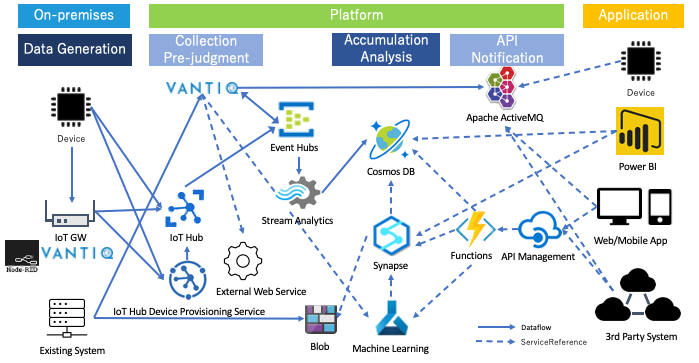 On-premises
Platform
Application
Data Generation
Collection
Pre-judgment
Accumulation
Analysis
API
Notification
VANTIQ
Device
Apache ActiveMQ
Device
Event Hubs
Cosmos DB
Power BI
Stream Analytics
IoT GW
IoT Hub
Node-RED
VANTIQ
Synapse
Functions
API Management
Web/Mobile App
External Web Service
IoT Hub Device Provisioning Service
Existing System
Blob
Machine Learning
3rd Party System
Dataflow
ServiceReference